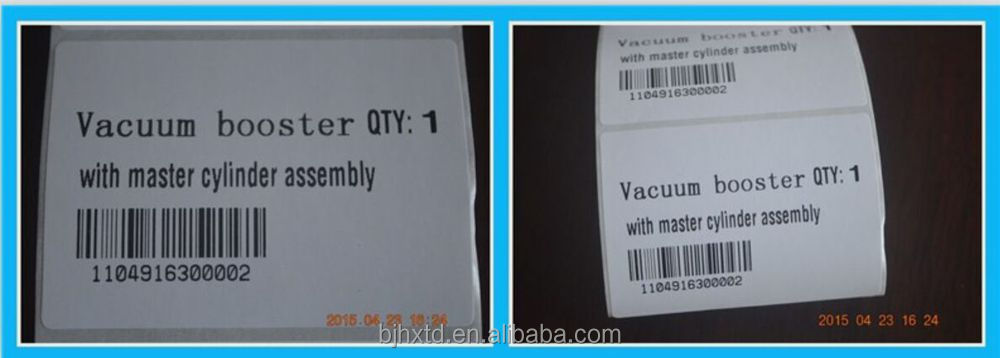 Vacuum booster QTY: 1
with master cylinder assembly
1104916300002
2015 04 23 16:24
Vacuum booster QTY: 1
with master cylinder assembly
1104916300002
Vacuum booster QTY: 1
with master cylinder assembly
1104916300002
2015 04 23 16 24
bjhxtd.en.alibaba.com